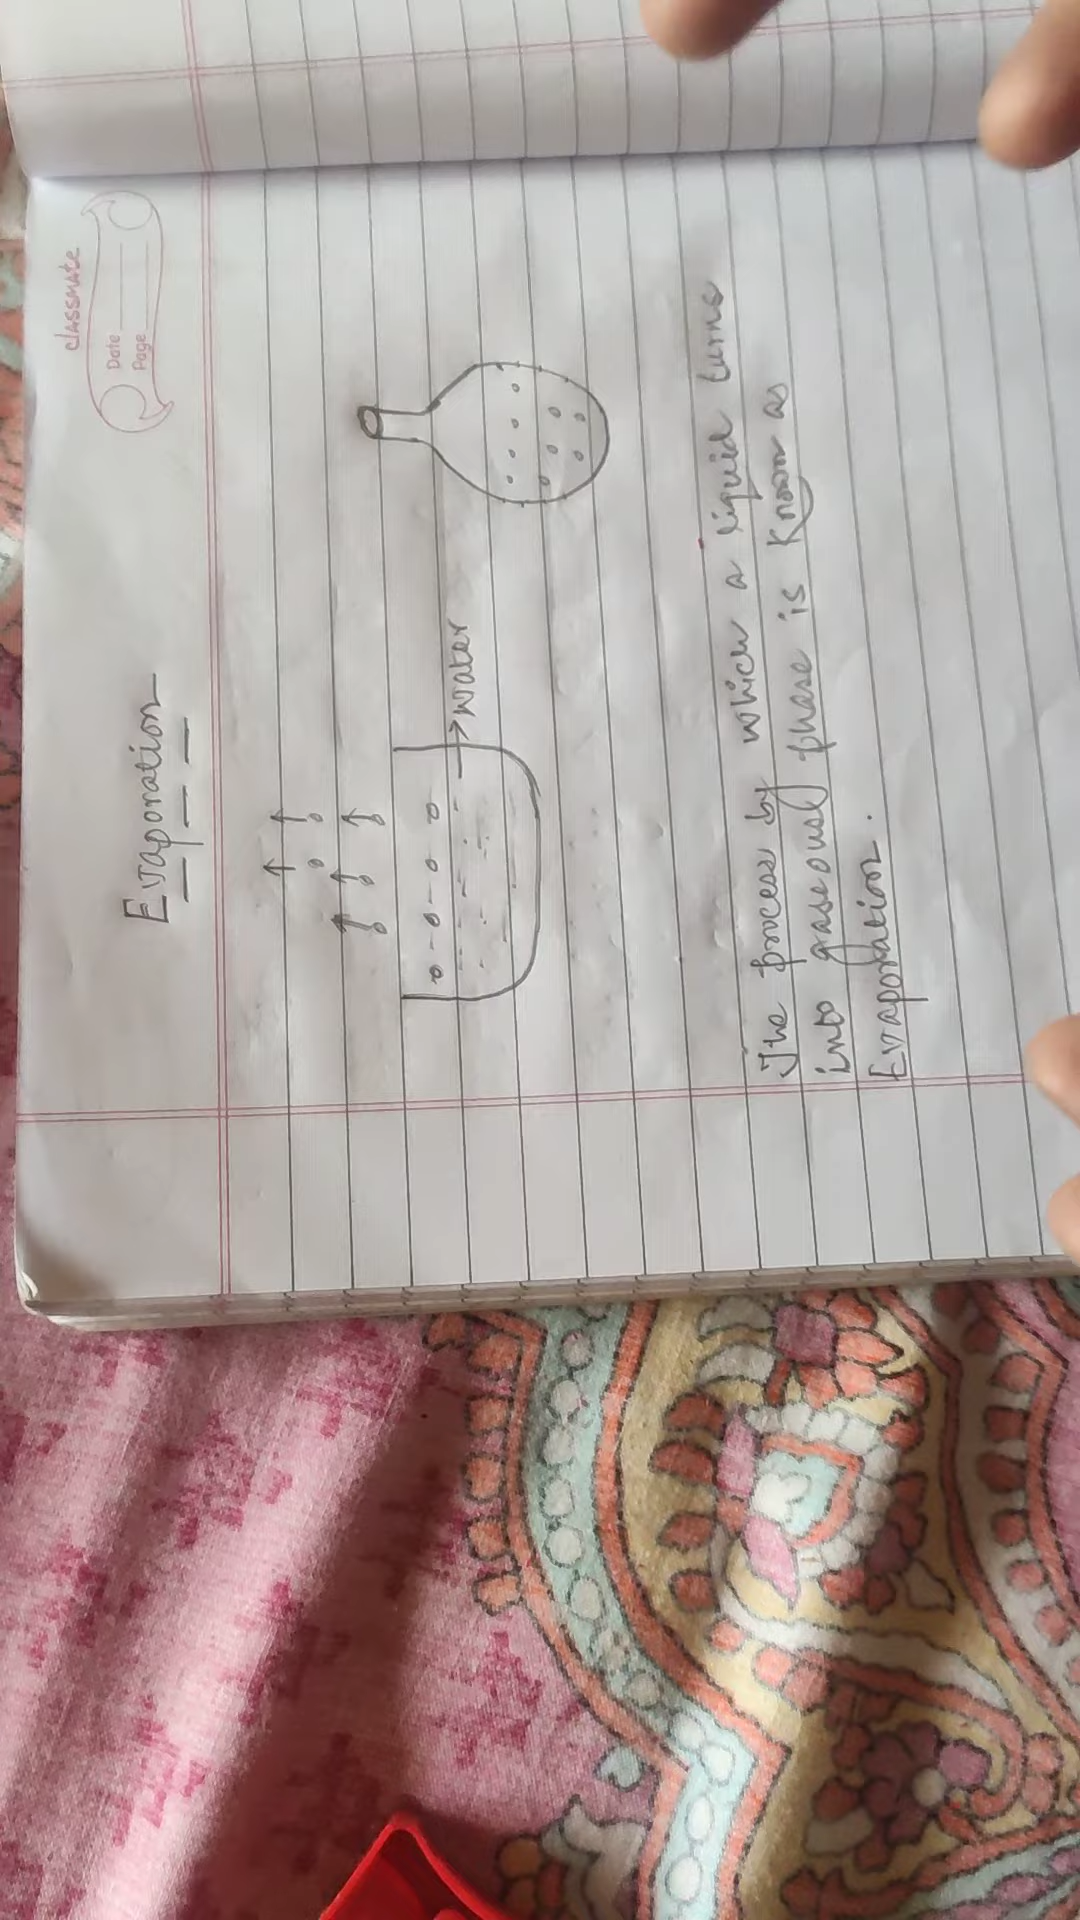 classmate
Date
Page
Evaporation
Water
The process by which a liquid turns
into gaseous phase is known as
Evaporation.